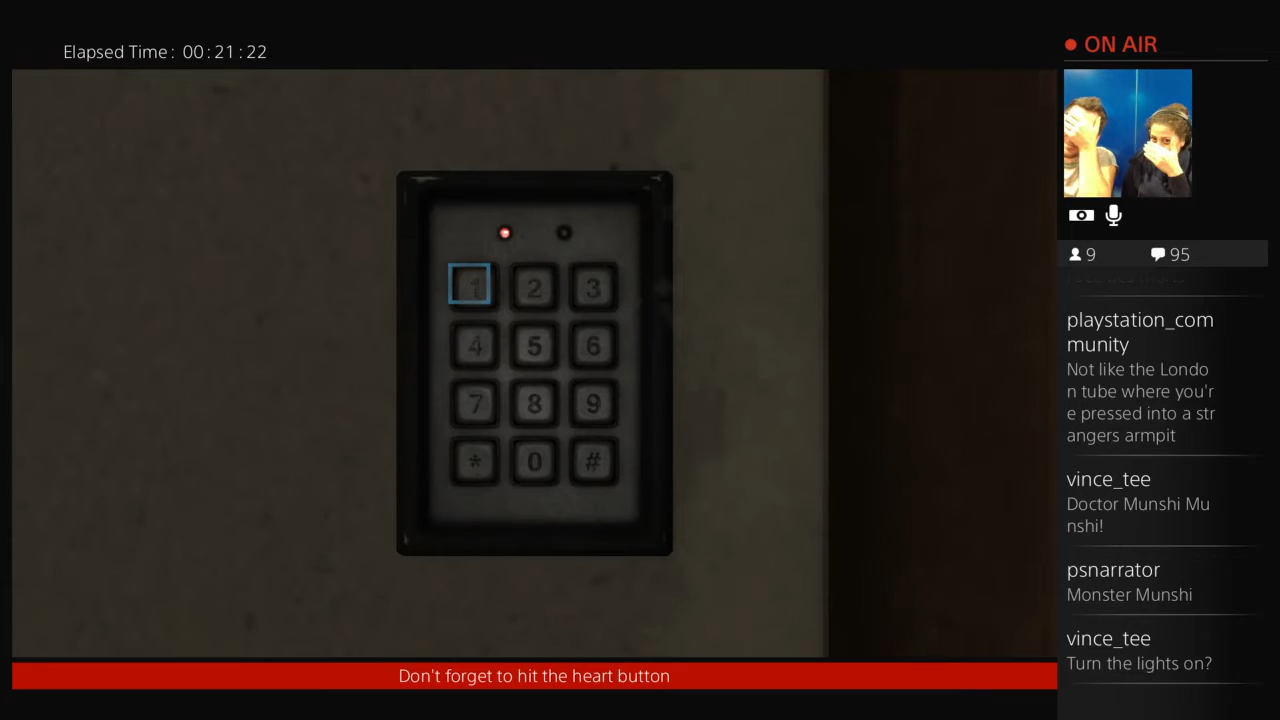 Elapsed Time: 00:21:22
ON AIR
1 2 3
4 5 6
7 8 9
* 0 #
9 95
playstation_com
munity
Not like the Londo
n tube where you'r
e pressed into a str
angers armpit
vince_tee
Doctor Munshi Mu
nshi!
psnarrator
Monster Munshi
vince_tee
Turn the lights on?
Don't forget to hit the heart button